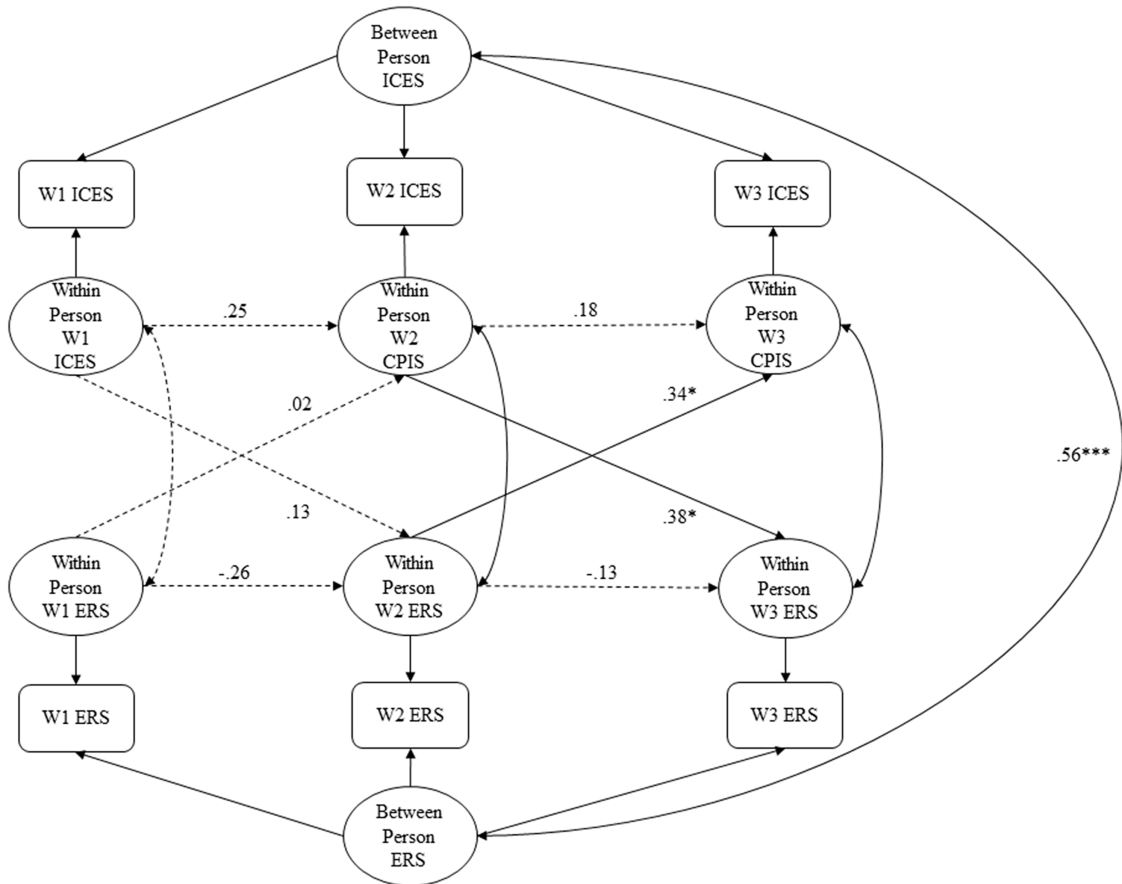 Between
Person
ICES
W1 ICES
W2 ICES
W3 ICES
Within
Person
W1
ICES
.25
Within
Person
W2
CPIS
.18
Within
Person
W3
CPIS
.02
.34*
.56***
.13
.38*
Within
Person
W1 ERS
-.26
Within
Person
W2 ERS
-.13
Within
Person
W3 ERS
W1 ERS
W2 ERS
W3 ERS
Between
Person
ERS